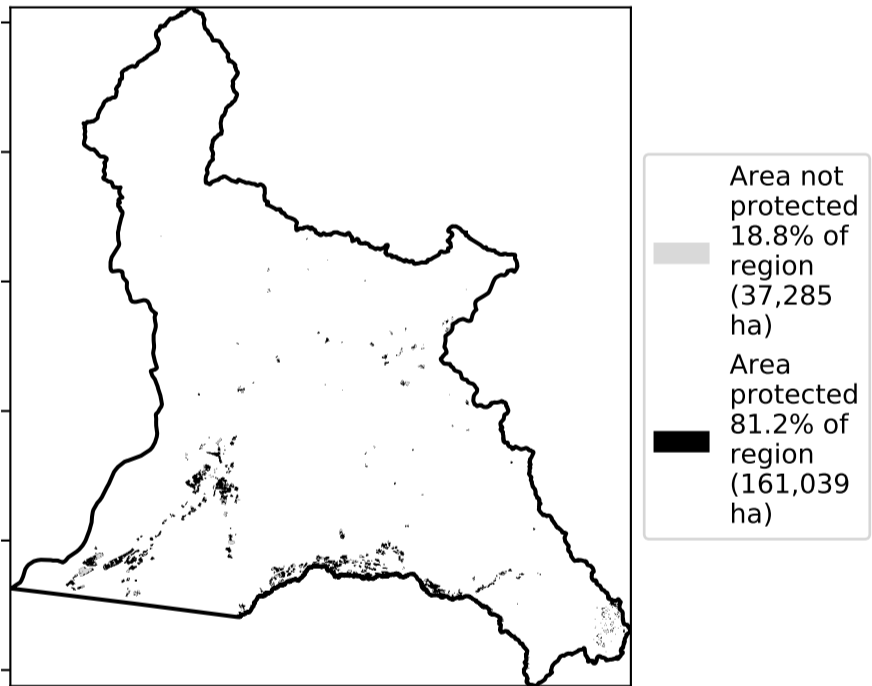 Area not
protected
18.8% of
region
(37,285
ha)
Area
protected
81.2% of
region
(161,039
ha)